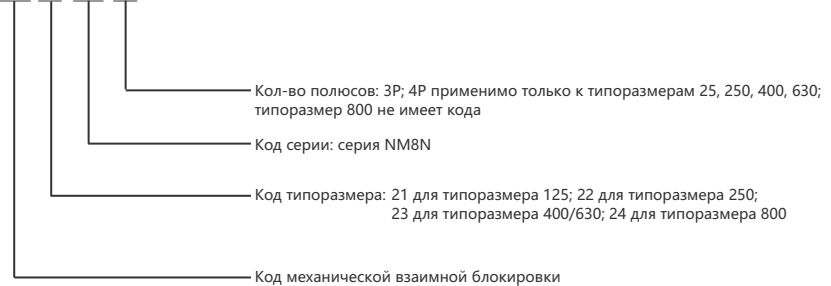 Кол-во полюсов: 3P; 4P применимо только к типоразмерам 25, 250, 400, 630;
типоразмер 800 не имеет кода
Код серии: серия NM8N
Код типоразмера: 21 для типоразмера 125; 22 для типоразмера 250;
23 для типоразмера 400/630; 24 для типоразмера 800
Код механической взаимной блокировки